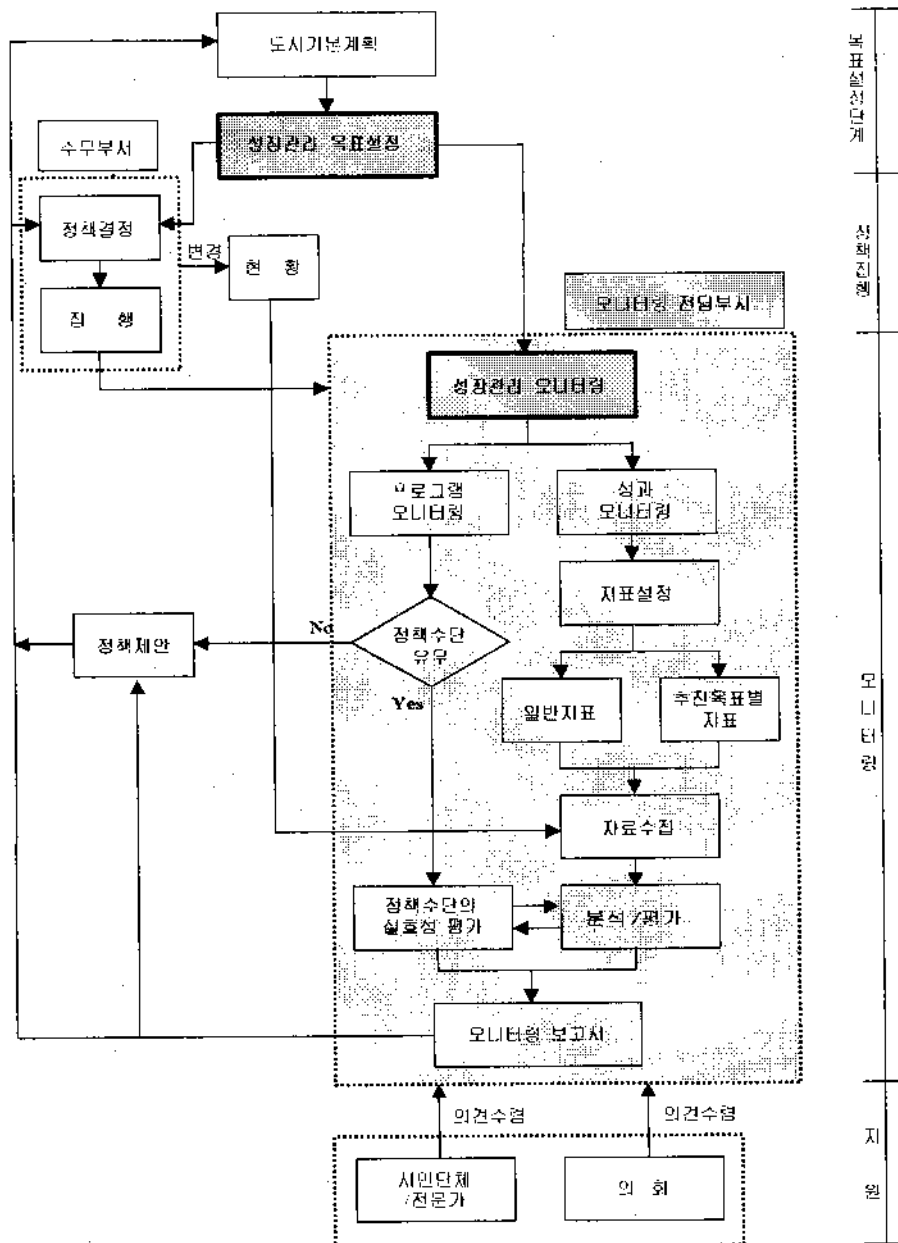 도시기본계획
성장관리 목표설정
주무부서
정책결정
변경
현 황
집 행
모니터링 전담부서
성장관리 모니터링
프로그램
모니터링
성과
모니터링
지표설정
No
정책수단
유무
Yes
정책제안
일반지표
추진목표별
지표
자료수집
정책수단의
실효성 평가
분석/평가
모니터링 보고서
의견수렴
의견수렴
시민단체
/전문가
의 회
목표설정단계
정책진행
모니터링
지원